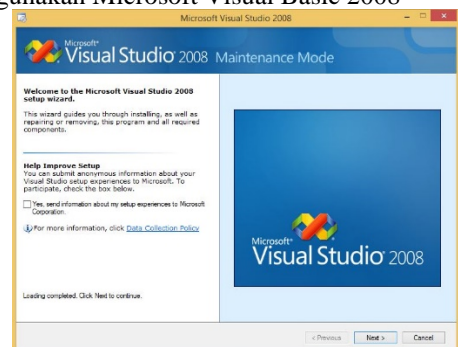 gunakan Microsoft Visual Basic 2008
Microsoft Visual Studio 2008
Microsoft®
Visual Studio 2008 Maintenance Mode
Welcome to the Microsoft Visual Studio 2008
setup wizard.
This wizard guides you through installing, as well as
repairing or removing, this program and all required
components.
Help Improve Setup
You can submit anonymous information about your
Visual Studio setup experiences to Microsoft. To
participate, check the box below.
Yes, send information about my setup experiences to Microsoft
Corporation.
For more information, click Data Collection Policy
Microsoft®
Visual Studio 2008
Loading completed. Click Next to continue.
< Previous Next > Cancel